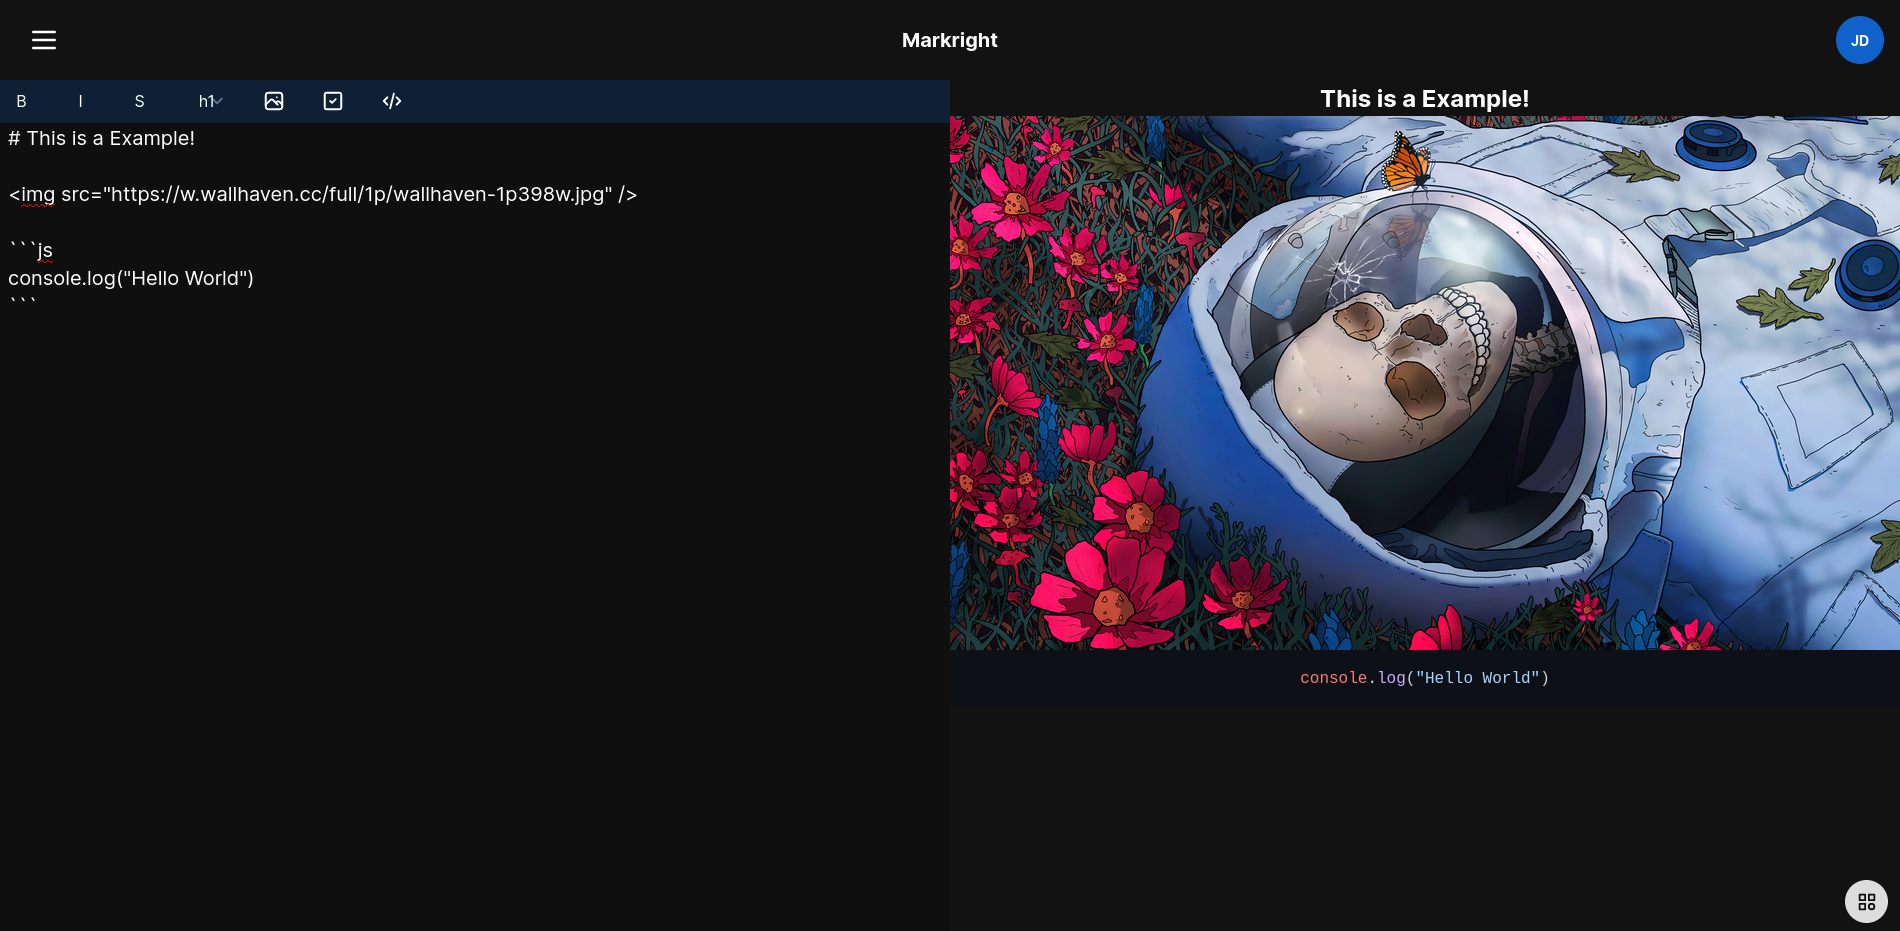 Markright
JD
B I S h1
# This is a Example!
<img src="https://w.wallhaven.cc/full/1p/wallhaven-1p398w.jpg" />
```js
console.log("Hello World")
```
This is a Example!
console.log("Hello World")